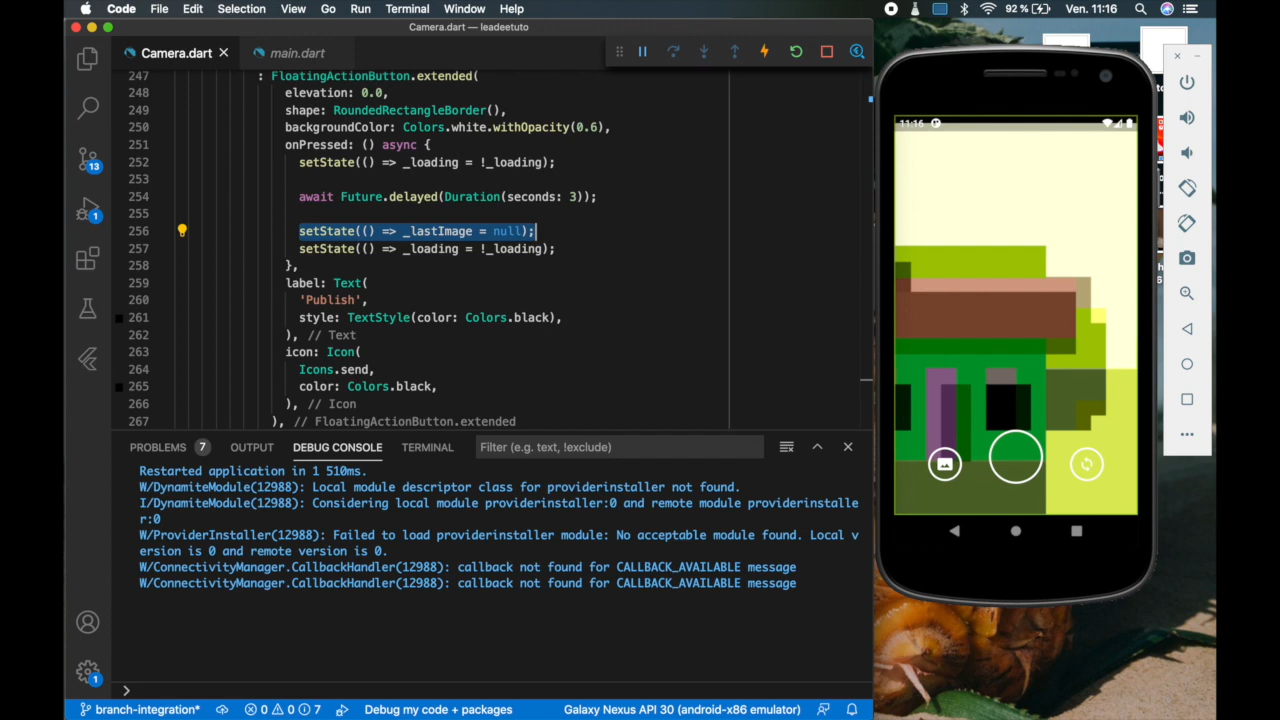 Code File Edit Selection View Go Run Terminal Window Help
92 % Ven. 11:16
Camera.dart — leadeetuto
Camera.dart main.dart
247 : FloatingActionButton.extended(
248 elevation: 0.0,
249 shape: RoundedRectangleBorder(),
250 backgroundColor: Colors.white.withOpacity(0.6),
251 onPressed: () async {
252 setState(() => _loading = !_loading);
253
254 await Future.delayed(Duration(seconds: 3));
255
256 setState(() => _lastImage = null);
257 setState(() => _loading = !_loading);
258 },
259 label: Text(
260 'Publish',
261 style: TextStyle(color: Colors.black),
262 ), // Text
263 icon: Icon(
264 Icons.send,
265 color: Colors.black,
266 ), // Icon
267 ), // FloatingActionButton.extended
13
1
1
PROBLEMS 7 OUTPUT DEBUG CONSOLE TERMINAL Filter (e.g. text, !exclude)
Restarted application in 1 510ms.
W/DynamiteModule(12988): Local module descriptor class for providerinstaller not found.
I/DynamiteModule(12988): Considering local module providerinstaller:0 and remote module providerinstalle
r:0
W/ProviderInstaller(12988): Failed to load providerinstaller module: No acceptable module found. Local v
ersion is 0 and remote version is 0.
W/ConnectivityManager.CallbackHandler(12988): callback not found for CALLBACK_AVAILABLE message
W/ConnectivityManager.CallbackHandler(12988): callback not found for CALLBACK_AVAILABLE message
branch-integration* 0 0 7 Debug my code + packages Galaxy Nexus API 30 (android-x86 emulator)
11:16